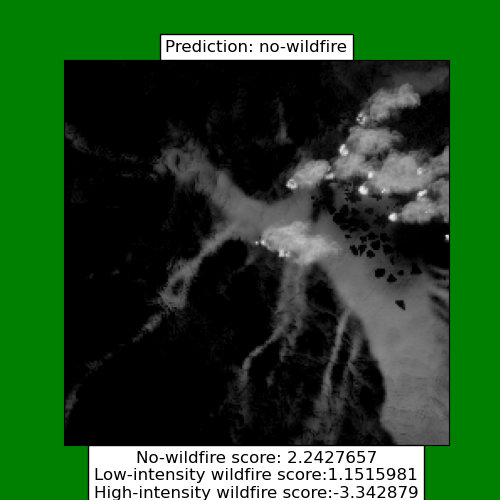 Prediction: no-wildfire
No-wildfire score: 2.2427657
Low-intensity wildfire score:1.1515981
High-intensity wildfire score:-3.342879